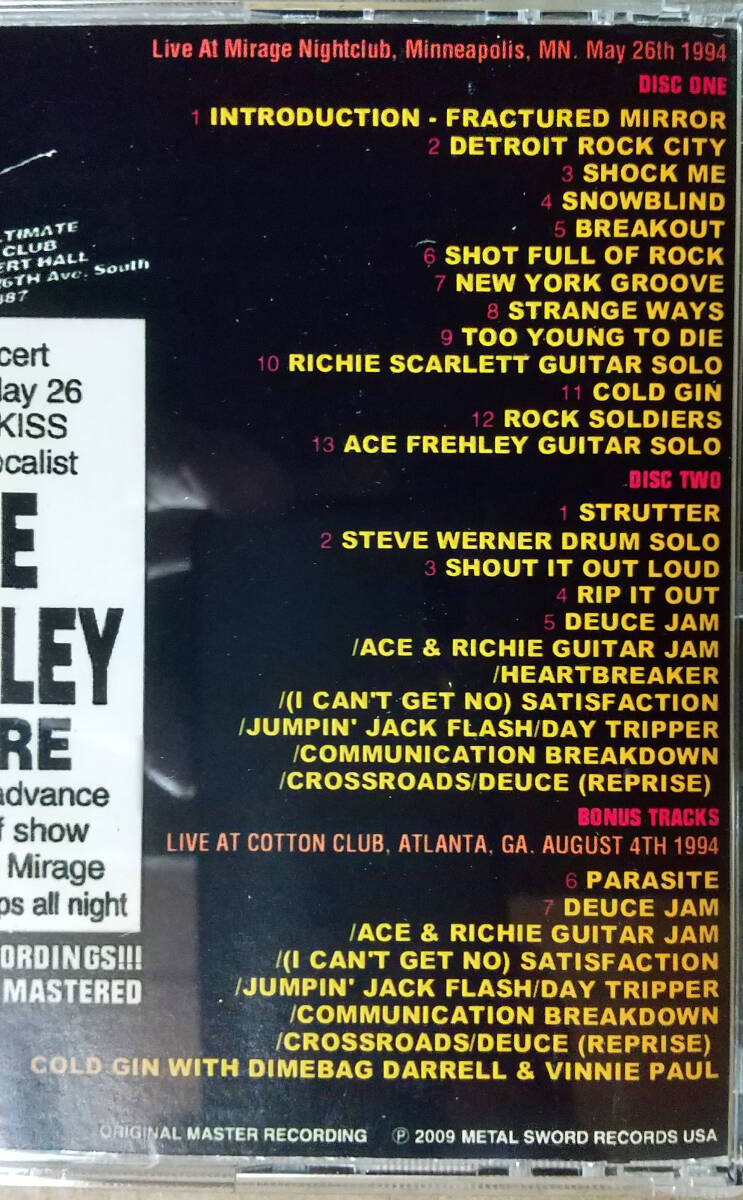 Live At Mirage Nightclub, Minneapolis, MN. May 26th 1994
DISC ONE
1 INTRODUCTION - FRACTURED MIRROR
2 DETROIT ROCK CITY
3 SHOCK ME
4 SNOWBLIND
5 BREAKOUT
6 SHOT FULL OF ROCK
7 NEW YORK GROOVE
8 STRANGE WAYS
9 TOO YOUNG TO DIE
10 RICHIE SCARLETT GUITAR SOLO
11 COLD GIN
12 ROCK SOLDIERS
13 ACE FREHLEY GUITAR SOLO
DISC TWO
1 STRUTTER
2 STEVE WERNER DRUM SOLO
3 SHOUT IT OUT LOUD
4 RIP IT OUT
5 DEUCE JAM
/ACE & RICHIE GUITAR JAM
/HEARTBREAKER
/(I CAN'T GET NO) SATISFACTION
/JUMPIN' JACK FLASH/DAY TRIPPER
/COMMUNICATION BREAKDOWN
/CROSSROADS/DEUCE (REPRISE)
BONUS TRACKS
LIVE AT COTTON CLUB, ATLANTA, GA. AUGUST 4TH 1994
6 PARASITE
7 DEUCE JAM
/ACE & RICHIE GUITAR JAM
/(I CAN'T GET NO) SATISFACTION
/JUMPIN' JACK FLASH/DAY TRIPPER
/COMMUNICATION BREAKDOWN
/CROSSROADS/DEUCE (REPRISE)
COLD GIN WITH DIMEBAG DARRELL & VINNIE PAUL
ORIGINAL MASTER RECORDING ℗ 2009 METAL SWORD RECORDS USA
TIMATE
CLUB
ERT HALL
26TH Ave. South
387
cert
ay 26
KISS
ocalist
E
LEY
RE
advance
f show
Mirage
ps all night
ORDINGS!!!
MASTERED